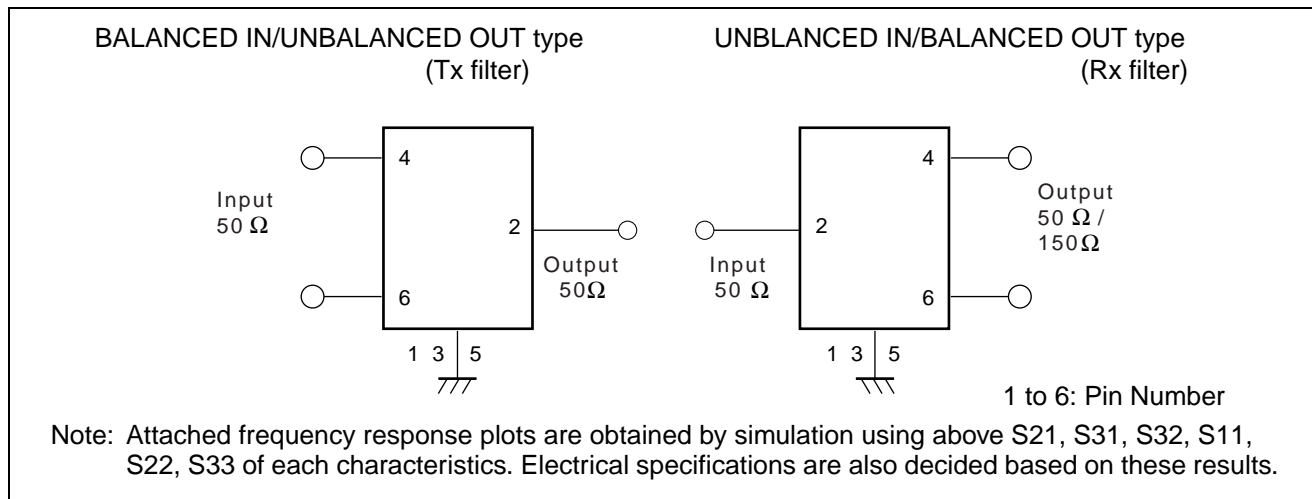 BALANCED IN/UNBALANCED OUT type
(Tx filter)
4
Input
50 Ω
2
6
Output
50Ω
1 3 5
UNBLANCED IN/BALANCED OUT type
(Rx filter)
4
Output
50 Ω /
150Ω
2
Input
50 Ω
6
1 3 5
1 to 6: Pin Number
Note: Attached frequency response plots are obtained by simulation using above S21, S31, S32, S11,
S22, S33 of each characteristics. Electrical specifications are also decided based on these results.